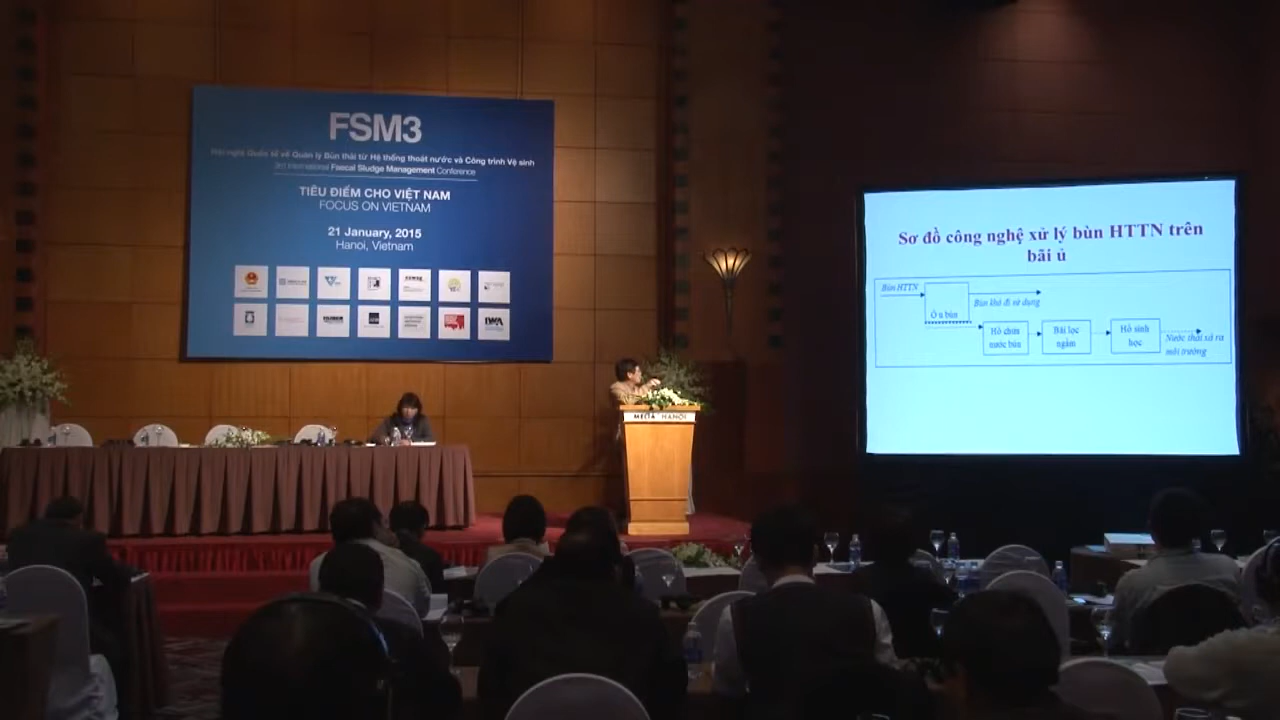 FSM3
Hội nghị Quốc tế về Quản lý Bùn thải từ Hệ thống thoát nước và Công trình Vệ sinh
3rd International Faecal Sludge Management Conference
TIÊU ĐIỂM CHO VIỆT NAM
FOCUS ON VIETNAM
21 January, 2015
Hanoi, Vietnam
IWA
MELIA HANOI
Sơ đồ công nghệ xử lý bùn HTTN trên
bãi ủ
Bùn HTTN
Bùn khô đi sử dụng
Ô ủ bùn
Hồ chứa
nước bùn
Bãi lọc
ngầm
Hồ sinh
học
Nước thải xả ra
môi trường